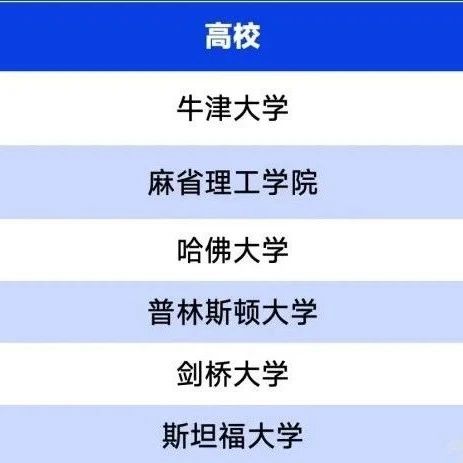 高校
牛津大学
麻省理工学院
哈佛大学
普林斯顿大学
剑桥大学
斯坦福大学